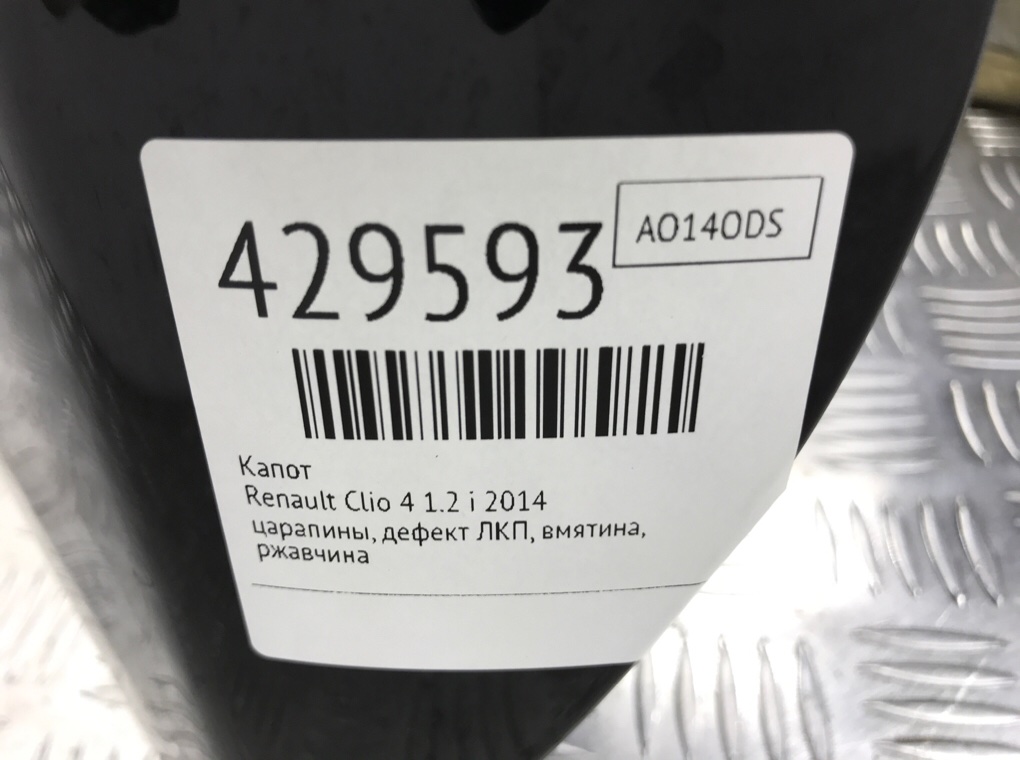 429593
AO14ODS
Капот
Renault Clio 4 1.2 i 2014
царапины, дефект ЛКП, вмятина,
ржавчина